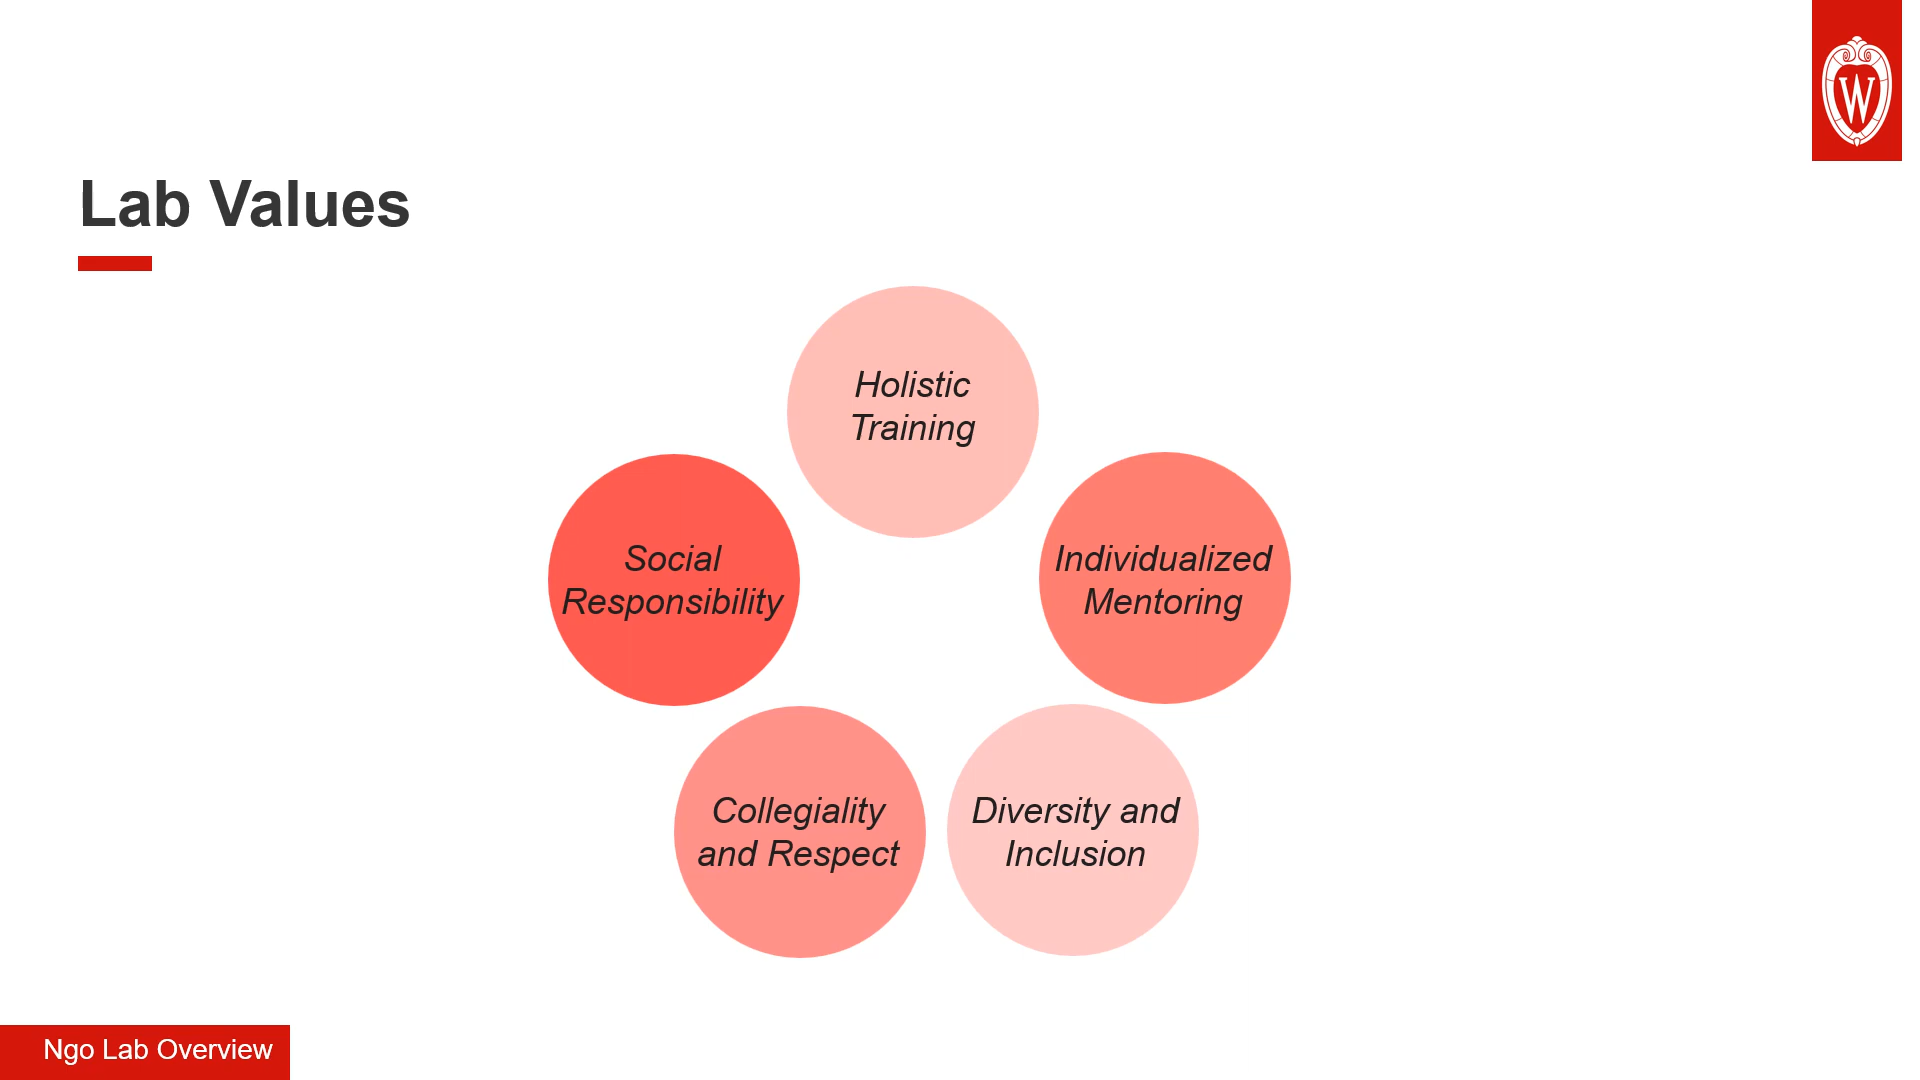 W
Lab Values
Holistic
Training
Social
Responsibility
Individualized
Mentoring
Collegiality
and Respect
Diversity and
Inclusion
Ngo Lab Overview